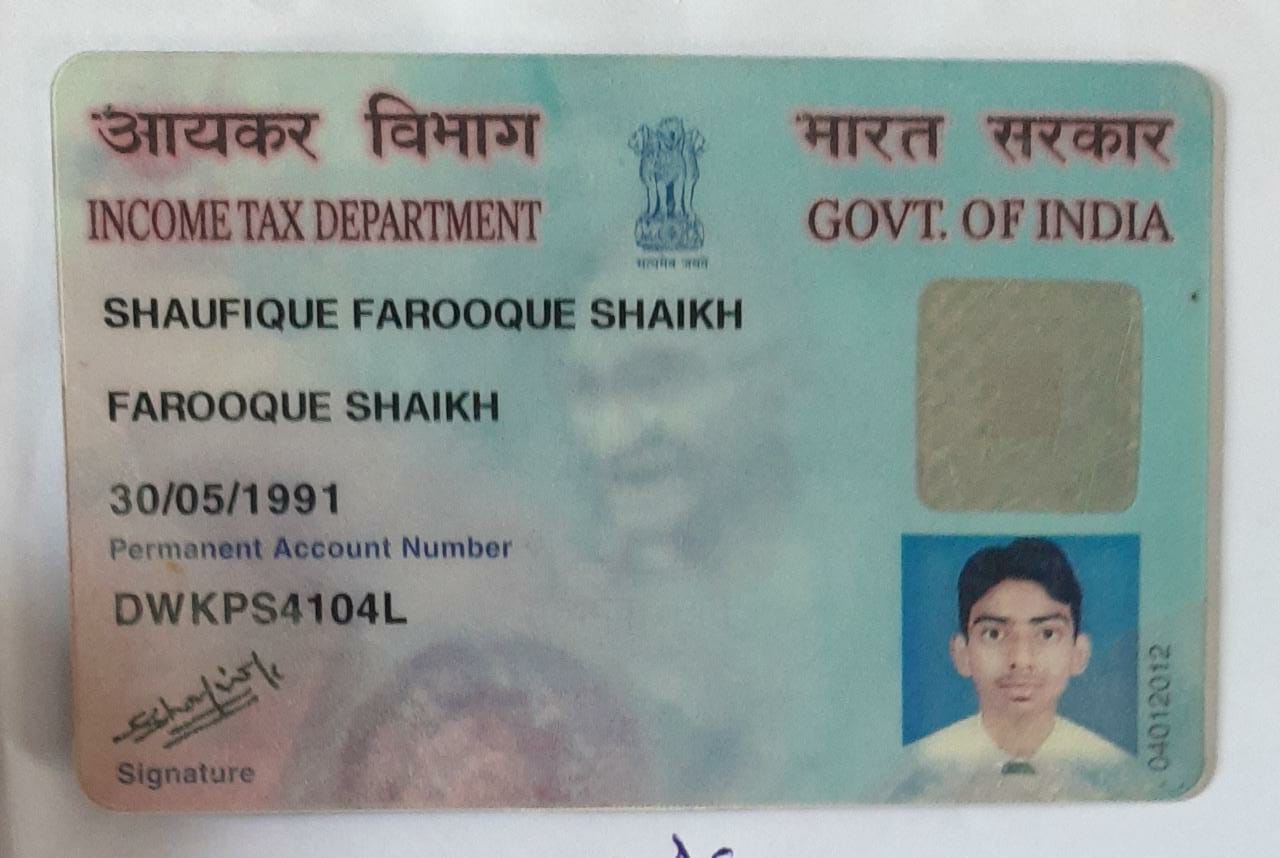 आयकर विभाग
INCOME TAX DEPARTMENT
सत्यमेव जयते
भारत सरकार
GOVT. OF INDIA
SHAUFIQUE FAROOQUE SHAIKH
FAROOQUE SHAIKH
30/05/1991
Permanent Account Number
DWKPS4104L
Signature
04012012